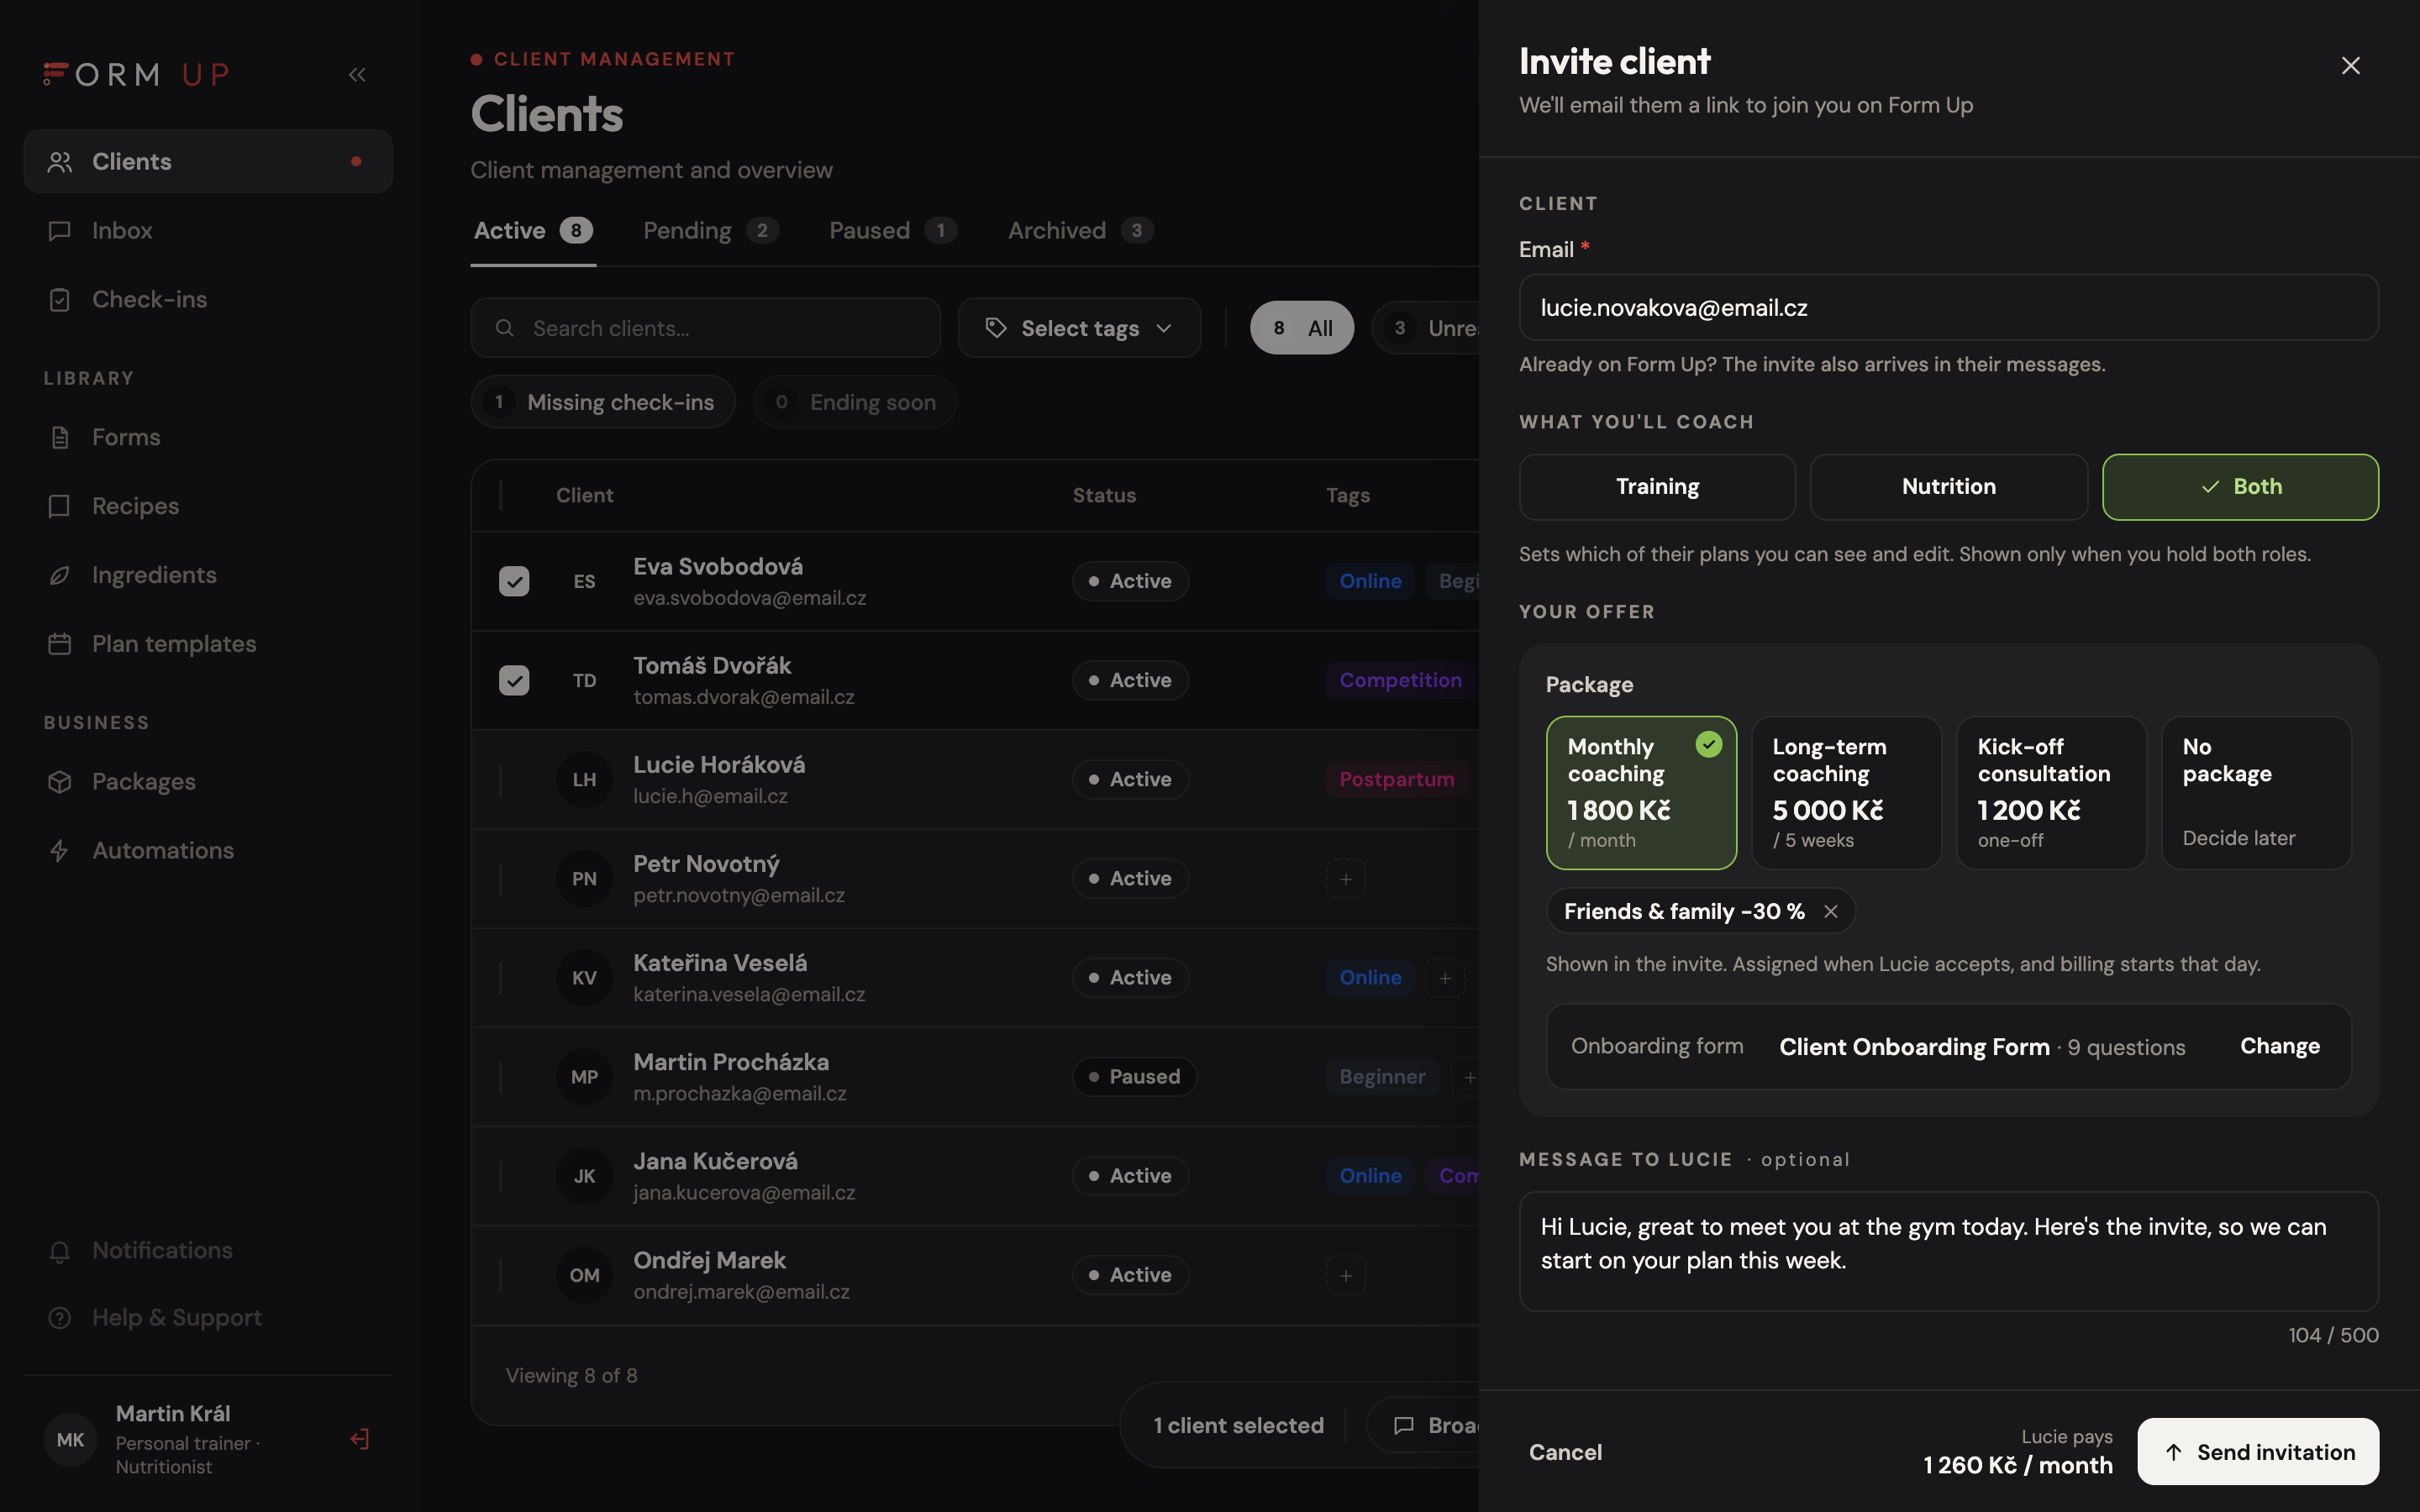 FORM UP
Clients
Inbox
Check-ins
LIBRARY
Forms
Recipes
Ingredients
Plan templates
BUSINESS
Packages
Automations
Notifications
Help & Support
MK
Martin Král
Personal trainer ·
Nutritionist
CLIENT MANAGEMENT
Clients
Client management and overview
Active 8 Pending 2 Paused 1 Archived 3
Search clients... Select tags 8 All 3
1 Missing check-ins 0 Ending soon
Client Status Tags
ES Eva Svobodová Active Online
eva.svobodova@email.cz
TD Tomáš Dvořák Active Competition
tomas.dvorak@email.cz
LH Lucie Horáková Active Postpartum
lucie.h@email.cz
PN Petr Novotný Active +
petr.novotny@email.cz
KV Kateřina Veselá Active Online +
katerina.vesela@email.cz
MP Martin Procházka Paused Beginner +
m.prochazka@email.cz
JK Jana Kučerová Active Online
jana.kucerova@email.cz
OM Ondřej Marek Active +
ondrej.marek@email.cz
Viewing 8 of 8
1 client selected
Invite client
We'll email them a link to join you on Form Up
CLIENT
Email *
lucie.novakova@email.cz
Already on Form Up? The invite also arrives in their messages.
WHAT YOU'LL COACH
Training Nutrition Both
Sets which of their plans you can see and edit. Shown only when you hold both roles.
YOUR OFFER
Package
Monthly coaching
1 800 Kč
/ month
Long-term coaching
5 000 Kč
/ 5 weeks
Kick-off consultation
1 200 Kč
one-off
No package
Decide later
Friends & family -30 %
Shown in the invite. Assigned when Lucie accepts, and billing starts that day.
Onboarding form Client Onboarding Form · 9 questions Change
MESSAGE TO LUCIE · optional
Hi Lucie, great to meet you at the gym today. Here's the invite, so we can
start on your plan this week.
104 / 500
Cancel
Lucie pays
1 260 Kč / month
Send invitation